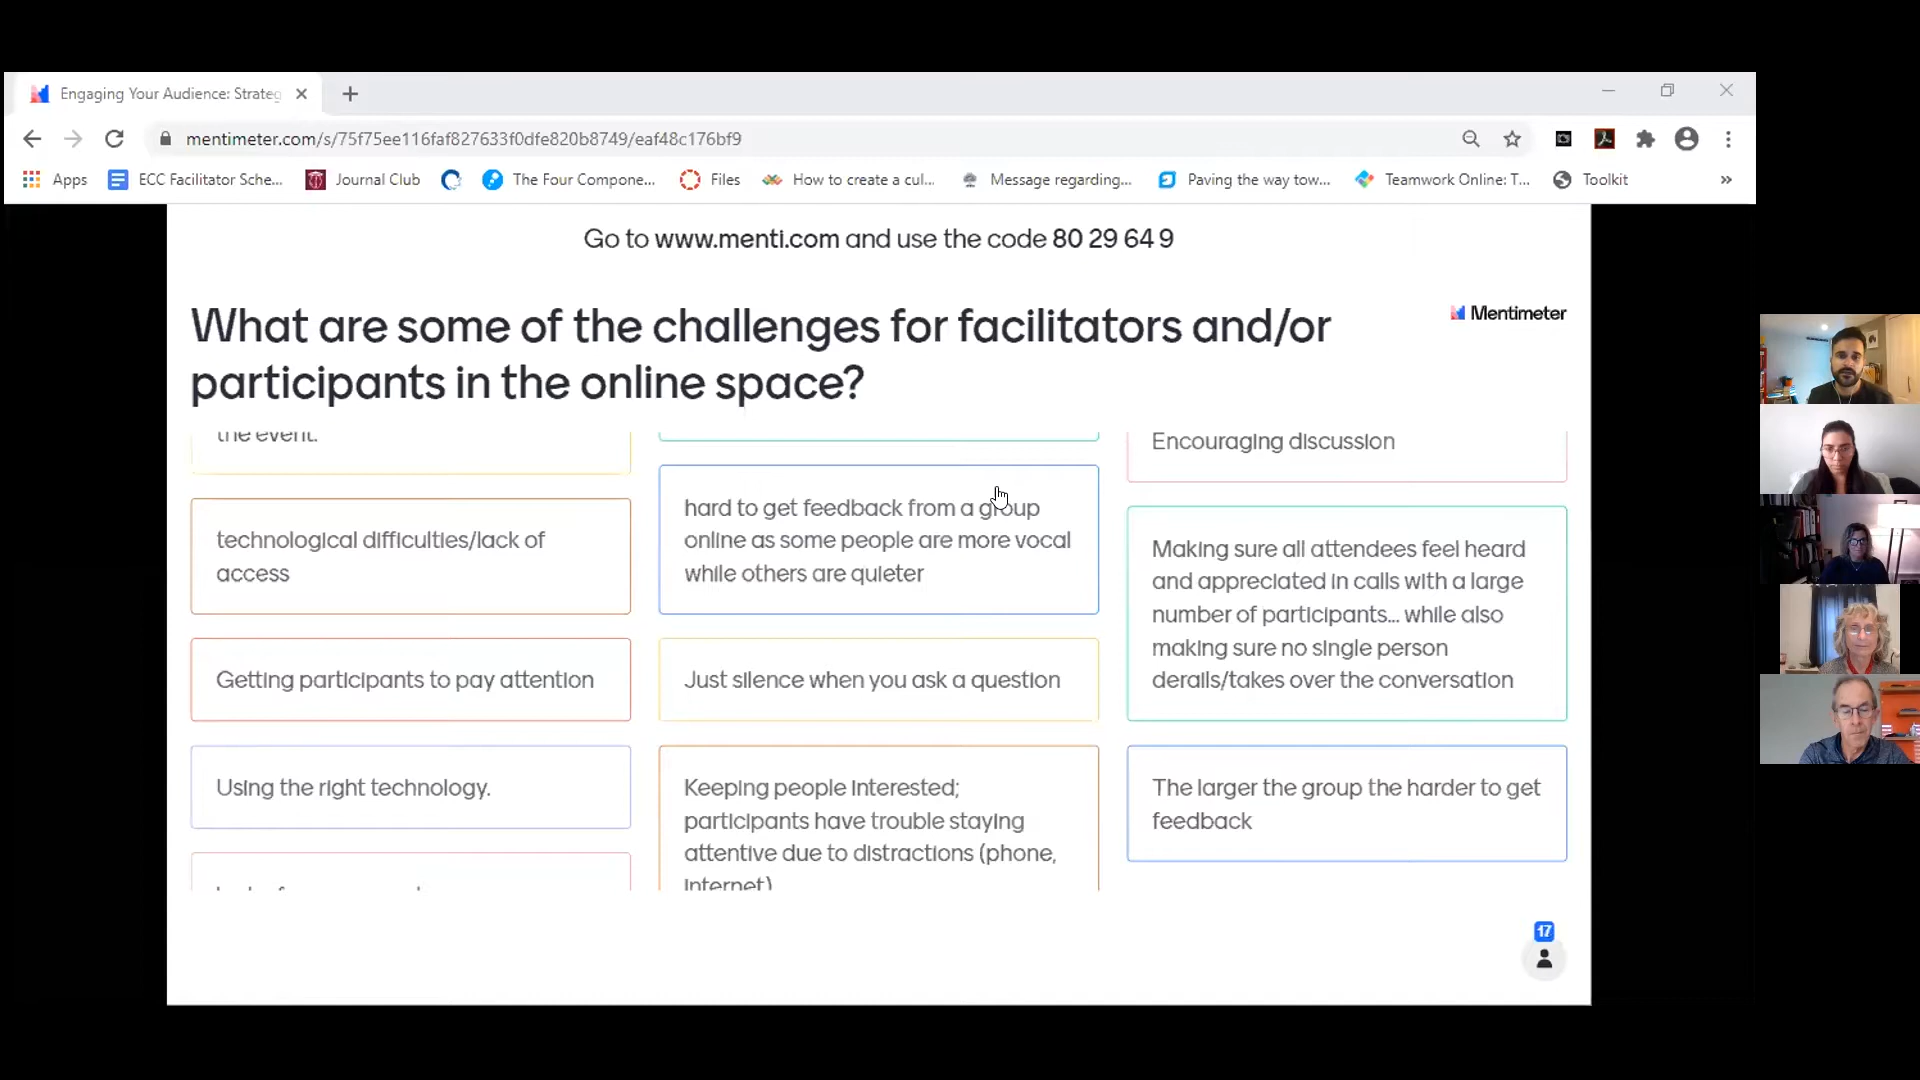 Engaging Your Audience: Strateg
mentimeter.com/s/75f75ee116faf827633f0dfe820b8749/eaf48c176bf9
Apps
ECC Facilitator Sche...
Journal Club
The Four Compone...
Files
How to create a cul...
Message regarding...
Paving the way tow...
Teamwork Online: T...
Toolkit
Go to www.menti.com and use the code 80 29 64 9
What are some of the challenges for facilitators and/or
participants in the online space?
Mentimeter
the event.
technological difficulties/lack of
access
Getting participants to pay attention
Using the right technology.
hard to get feedback from a group
online as some people are more vocal
while others are quieter
Just silence when you ask a question
Keeping people interested;
participants have trouble staying
attentive due to distractions (phone,
internet)
Encouraging discussion
Making sure all attendees feel heard
and appreciated in calls with a large
number of participants... while also
making sure no single person
derails/takes over the conversation
The larger the group the harder to get
feedback
17